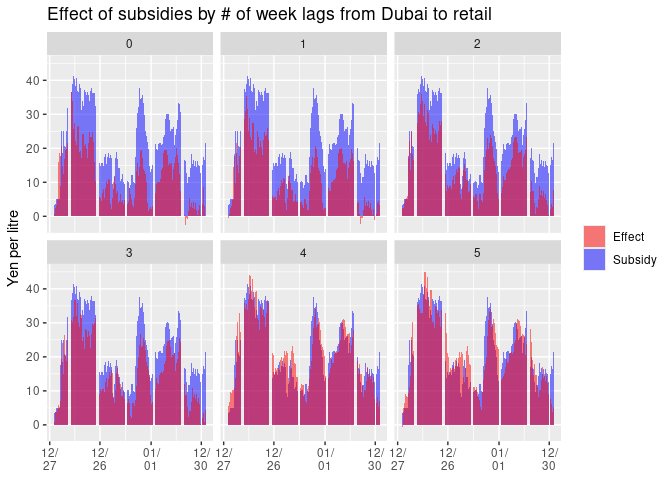 Effect of subsidies by # of week lags from Dubai to retail
0 1 2
40
30
20
10
0
3 4 5
40
30
20
10
0
Yen per litre
Effect
Subsidy
12/ 12/ 01/ 12/ 12/ 01/ 12/ 12/ 01/ 12/
27 26 01 30 27 26 01 30 27 26 01 30